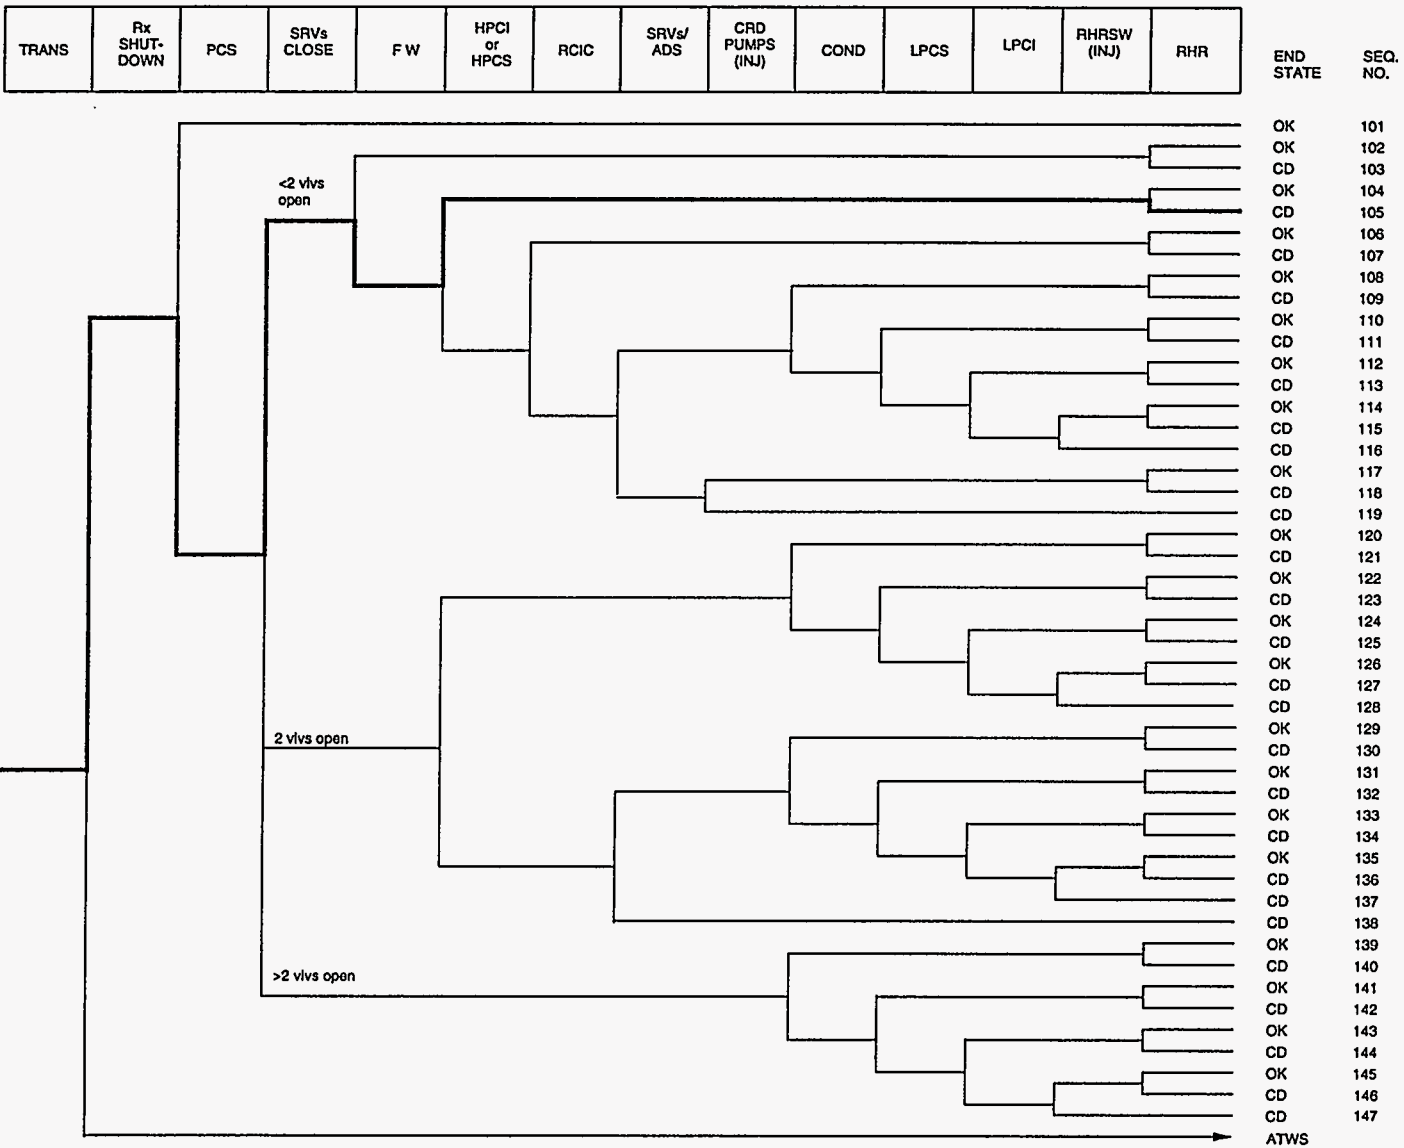 TRANS
Rx
SHUT-
DOWN
PCS
SRVs
CLOSE
F W
HPCI
or
HPCS
RCIC
SRVs/
ADS
CRD
PUMPS
(INJ)
COND
LPCS
LPCI
RHRSW
(INJ)
RHR
END
STATE
SEQ.
NO.
<2 vlvs
open
2 vlvs open
>2 vlvs open
OK 101
OK 102
CD 103
OK 104
CD 105
OK 106
CD 107
OK 108
CD 109
OK 110
CD 111
OK 112
CD 113
OK 114
CD 115
CD 116
OK 117
CD 118
CD 119
OK 120
CD 121
OK 122
CD 123
OK 124
CD 125
OK 126
CD 127
CD 128
OK 129
CD 130
OK 131
CD 132
OK 133
CD 134
OK 135
CD 136
CD 137
CD 138
OK 139
CD 140
OK 141
CD 142
OK 143
CD 144
OK 145
CD 146
CD 147
ATWS